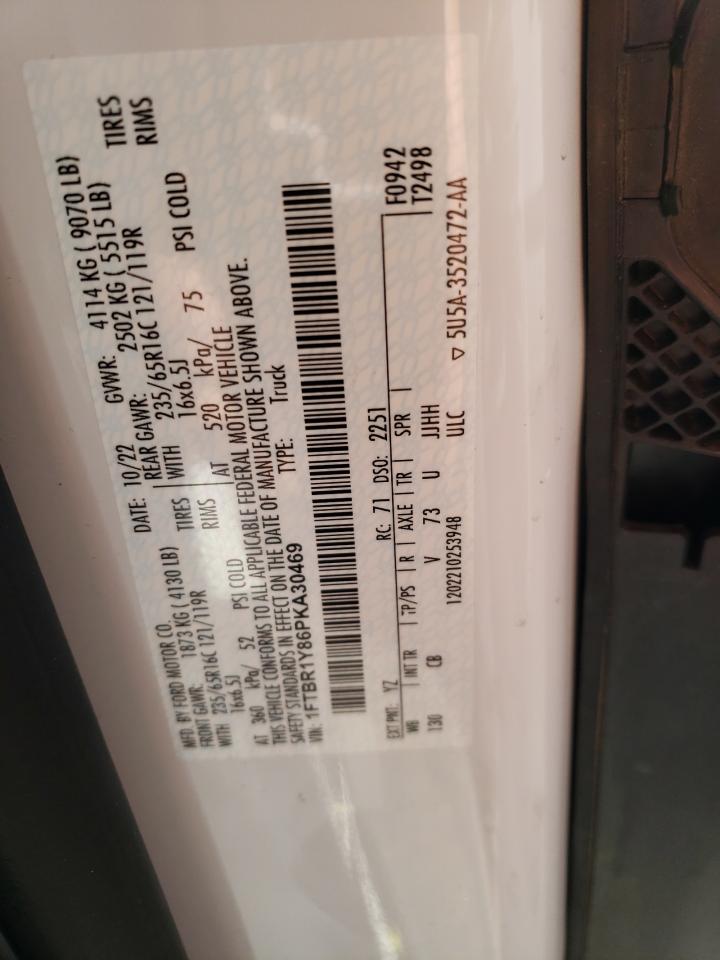 MFD. BY FORD MOTOR CO.
DATE: 10/22 GVWR: 4114 KG ( 9070 LB)
FRONT GAWR: 1873 KG ( 4130 LB)
REAR GAWR: 2502 KG ( 5515 LB)
WITH 235/65R16C 121/119R TIRES
WITH 235/65R16C 121/119R TIRES
16x6.5J RIMS
16x6.5J RIMS
AT 360 kPa/ 52 PSI COLD
AT 520 kPa/ 75 PSI COLD
THIS VEHICLE CONFORMS TO ALL APPLICABLE FEDERAL MOTOR VEHICLE
SAFETY STANDARDS IN EFFECT ON THE DATE OF MANUFACTURE SHOWN ABOVE.
VIN: 1FTBR1Y86PKA30469 TYPE: Truck
EXT PNT: YZ RC: 71 DSO: 2251 F0942
WB INT TR TP/PS R AXLE TR SPR T2498
130 CB V 73 U JJHH
1202210253948 ULC
▽ 5U5A-3520472-AA